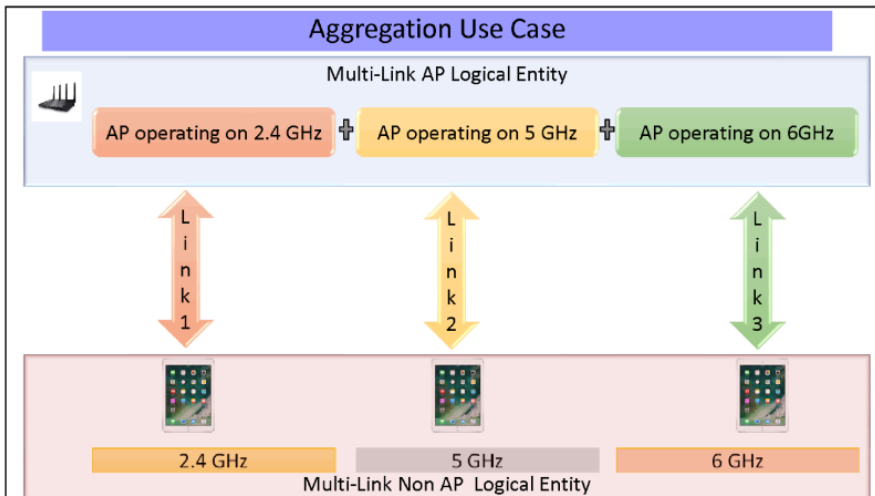 Aggregation Use Case
Multi-Link AP Logical Entity
AP operating on 2.4 GHz + AP operating on 5 GHz + AP operating on 6GHz
Link1 Link2 Link3
2.4 GHz 5 GHz 6 GHz
Multi-Link Non AP Logical Entity